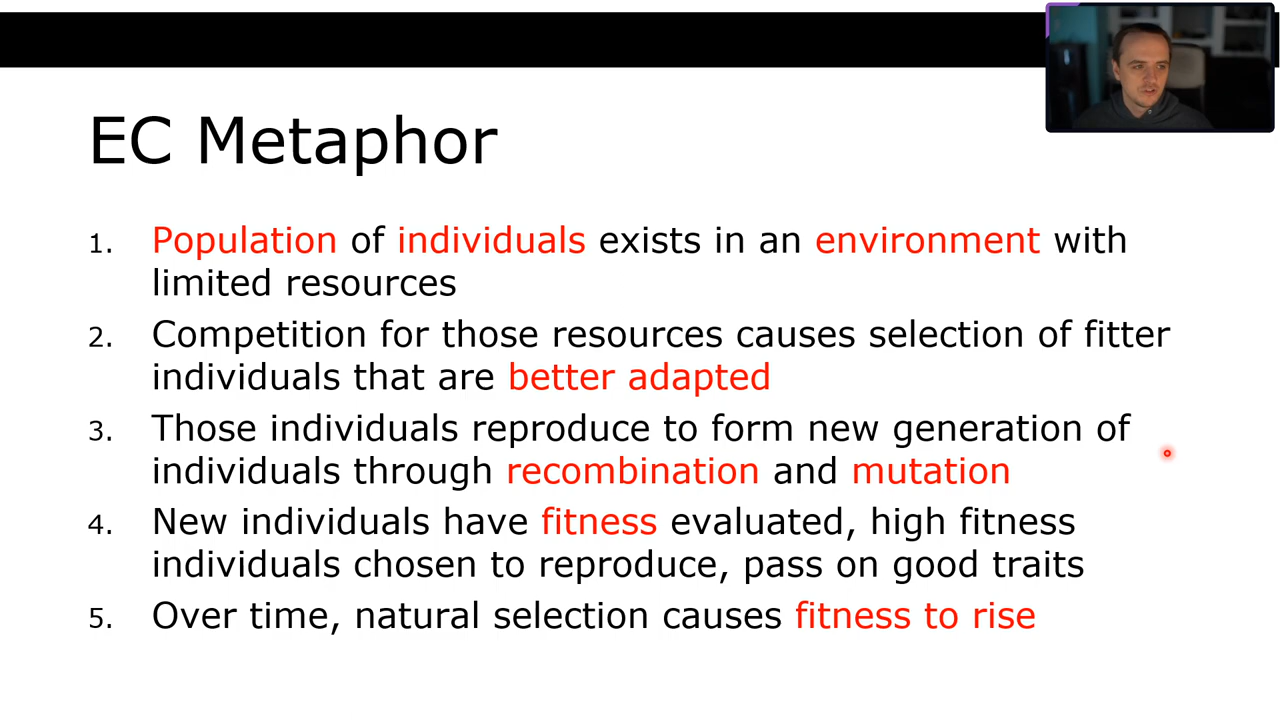 EC Metaphor
1. Population of individuals exists in an environment with
limited resources
2. Competition for those resources causes selection of fitter
individuals that are better adapted
3. Those individuals reproduce to form new generation of
individuals through recombination and mutation
4. New individuals have fitness evaluated, high fitness
individuals chosen to reproduce, pass on good traits
5. Over time, natural selection causes fitness to rise